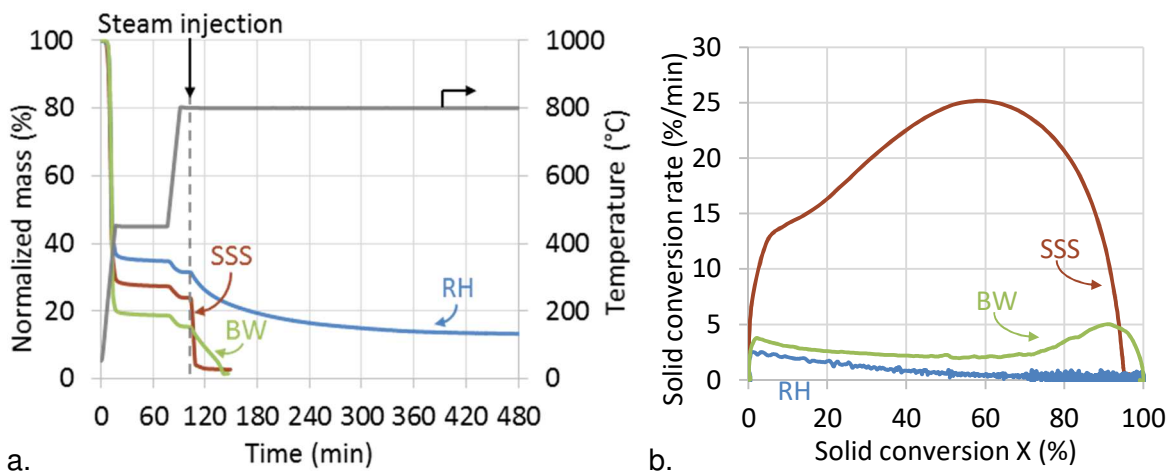 Steam injection
100
80
60
40
20
0
Normalized mass (%)
1000
800
600
400
200
0
Temperature (°C)
SSS
RH
BW
0 60 120 180 240 300 360 420 480
Time (min)
a.
30
25
20
15
10
5
0
Solid conversion rate (%/min)
SSS
BW
RH
0 20 40 60 80 100
Solid conversion X (%)
b.